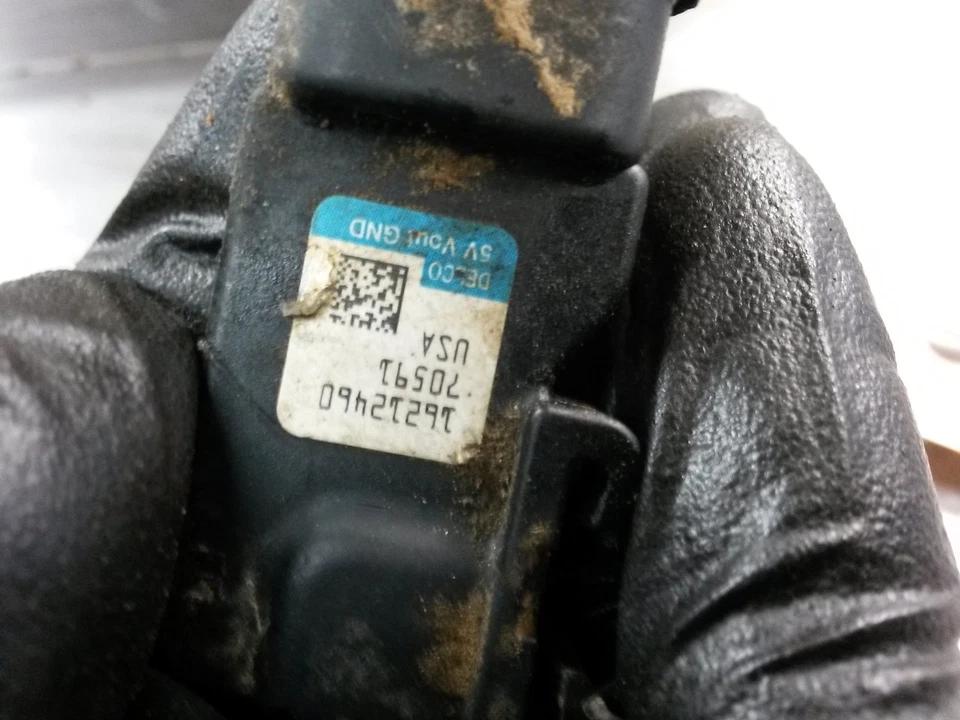 16212460
70591
USA
DELCO
5V Vout GND